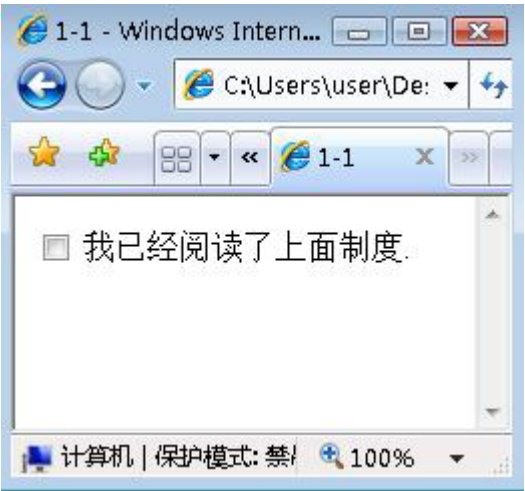 1-1 - Windows Intern...
C:\Users\user\De:
« 1-1 x »
我已经阅读了上面制度.
计算机 | 保护模式: 禁 100%